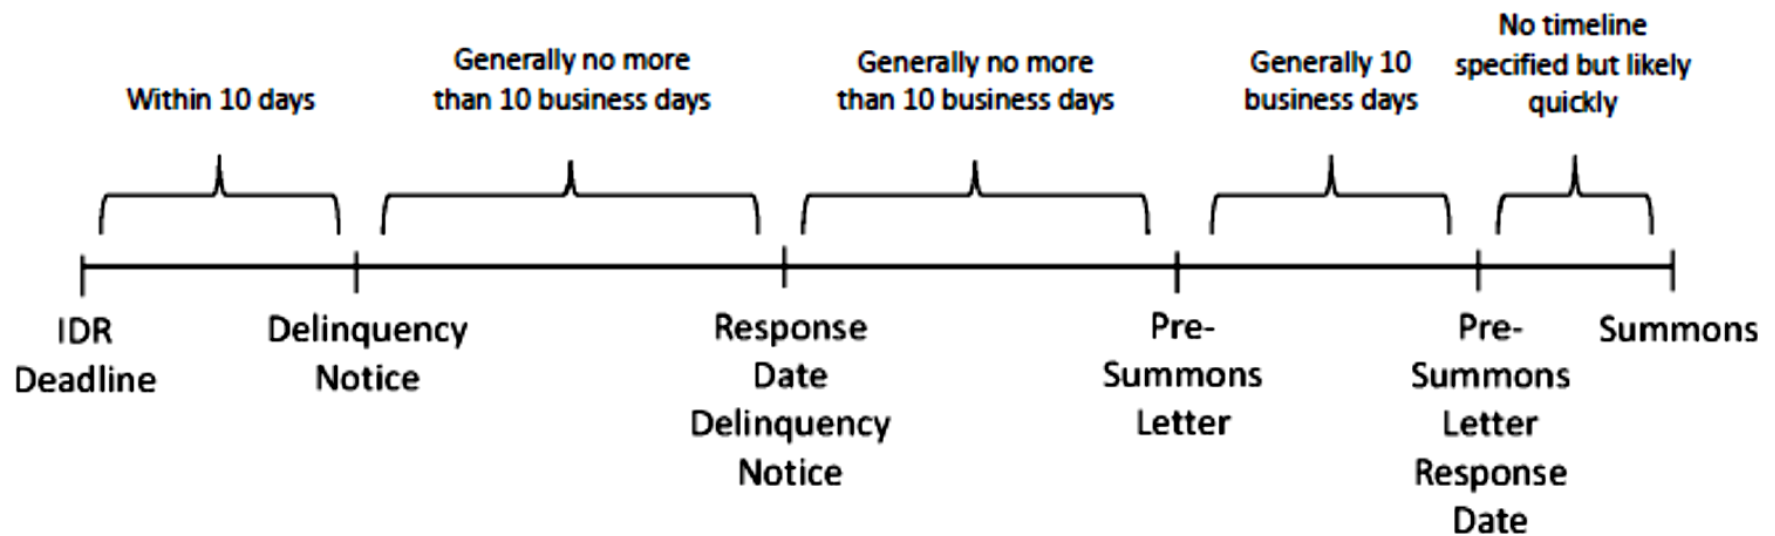 Within 10 days
Generally no more
than 10 business days
Generally no more
than 10 business days
Generally 10
business days
No timeline
specified but likely
quickly
IDR
Deadline
Delinquency
Notice
Response
Date
Delinquency
Notice
Pre-
Summons
Letter
Pre-
Summons
Letter
Response
Date
Summons